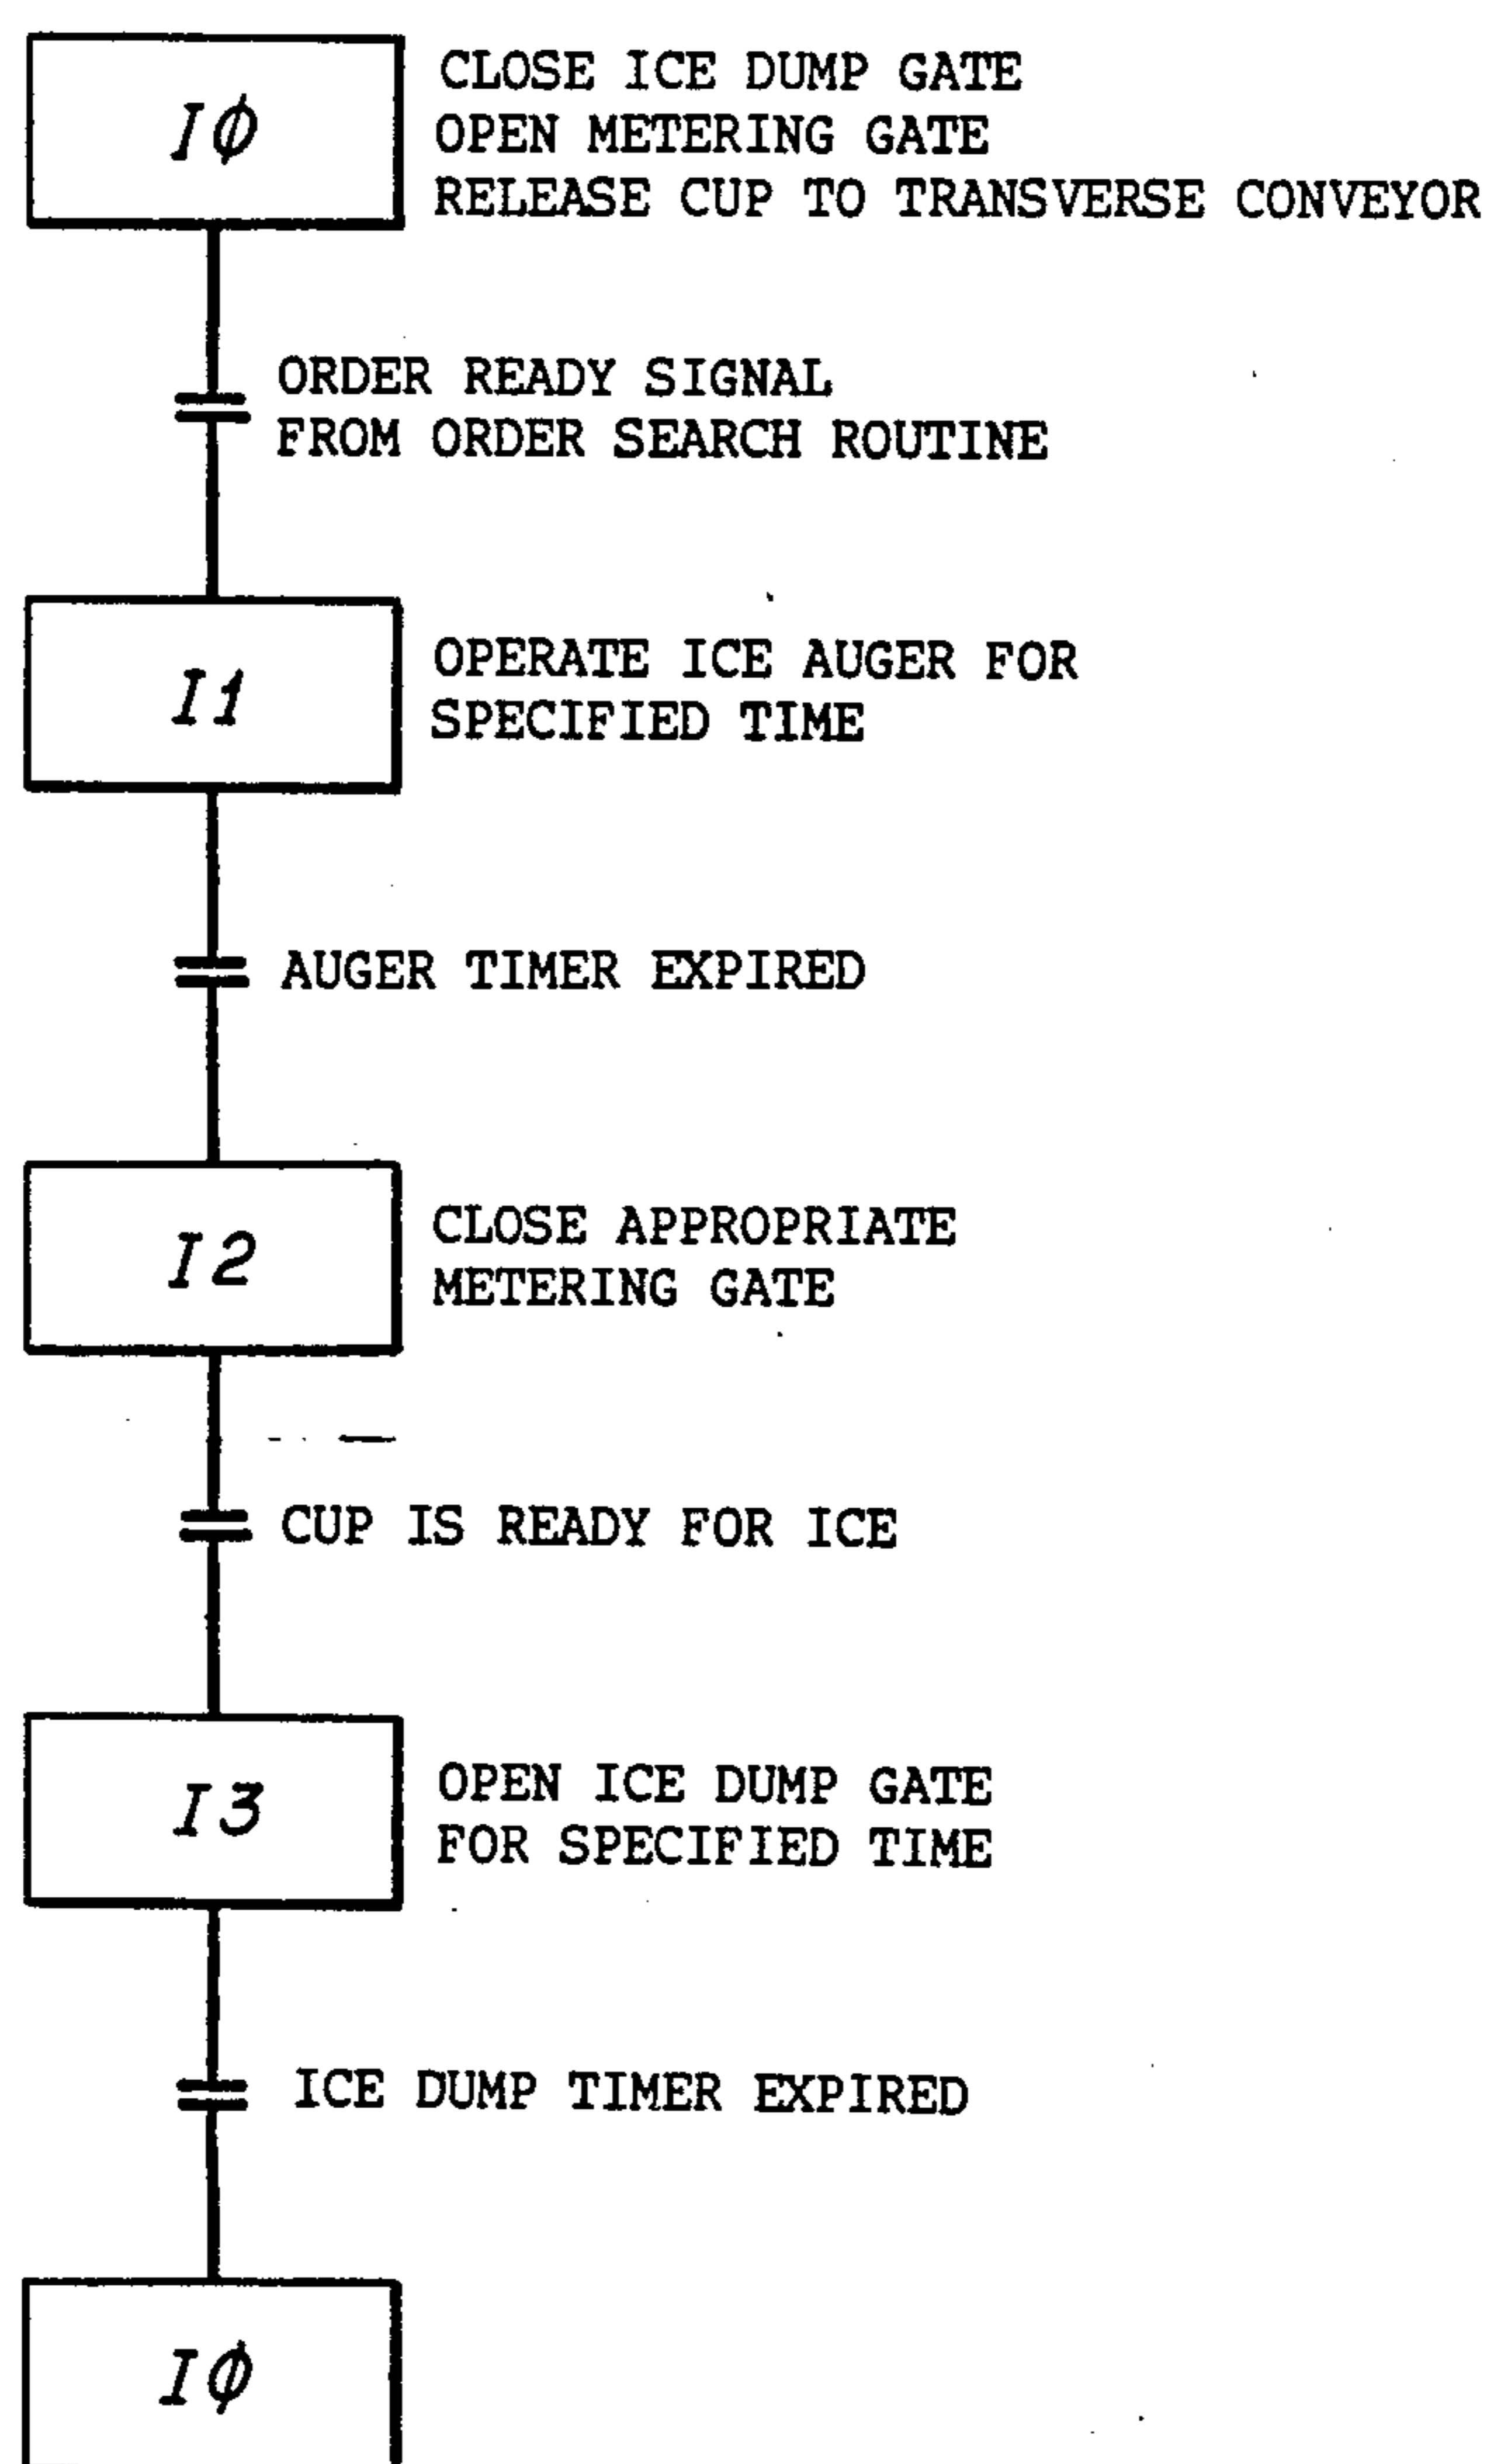 IØ
CLOSE ICE DUMP GATE
OPEN METERING GATE
RELEASE CUP TO TRANSVERSE CONVEYOR
ORDER READY SIGNAL
FROM ORDER SEARCH ROUTINE
I1
OPERATE ICE AUGER FOR
SPECIFIED TIME
AUGER TIMER EXPIRED
I2
CLOSE APPROPRIATE
METERING GATE
CUP IS READY FOR ICE
I3
OPEN ICE DUMP GATE
FOR SPECIFIED TIME
ICE DUMP TIMER EXPIRED
IØ